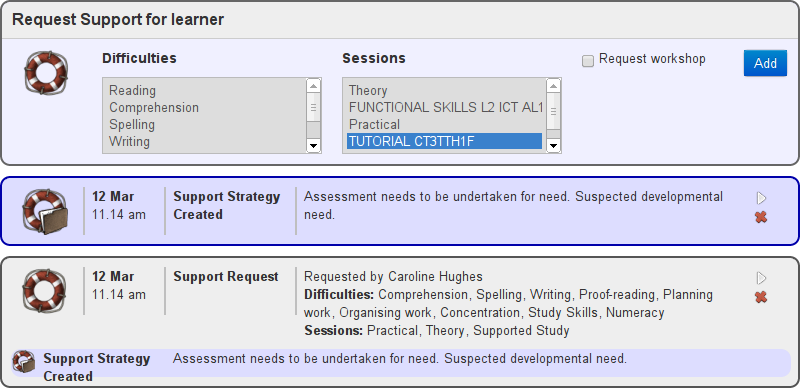 Request Support for learner
Difficulties
Sessions
Request workshop
Add
Reading
Comprehension
Spelling
Writing
Theory
FUNCTIONAL SKILLS L2 ICT AL1
Practical
TUTORIAL CT3TTH1F
12 Mar
11.14 am
Support Strategy
Created
Assessment needs to be undertaken for need. Suspected developmental
need.
12 Mar
11.14 am
Support Request
Requested by Caroline Hughes
Difficulties: Comprehension, Spelling, Writing, Proof-reading, Planning
work, Organising work, Concentration, Study Skills, Numeracy
Sessions: Practical, Theory, Supported Study
Support Strategy
Created
Assessment needs to be undertaken for need. Suspected developmental need.